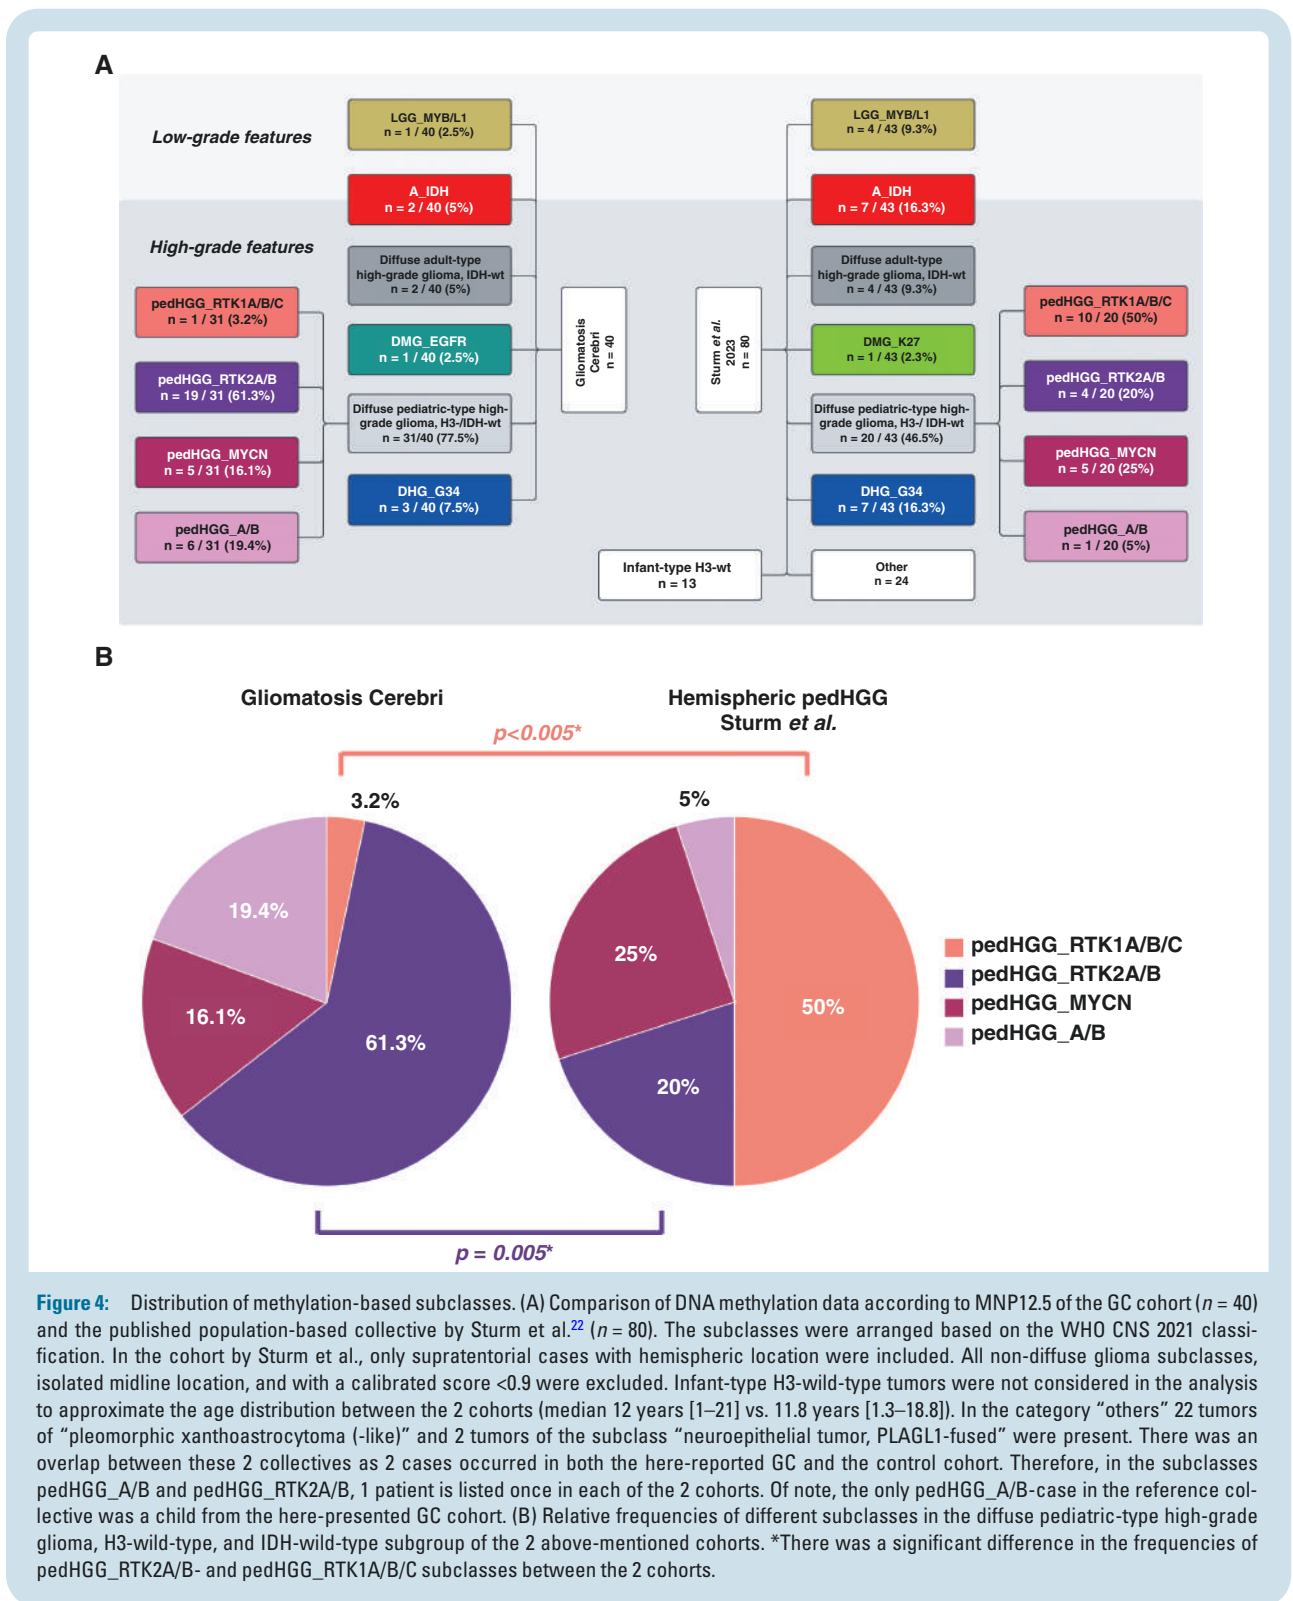 A
Low-grade features
High-grade features
LGG_MYB/L1
n = 1 / 40 (2.5%)
A_IDH
n = 2 / 40 (5%)
Diffuse adult-type
high-grade glioma, IDH-wt
n = 2 / 40 (5%)
DMG_EGFR
n = 1 / 40 (2.5%)
Diffuse pediatric-type high-
grade glioma, H3-/IDH-wt
n = 31/40 (77.5%)
DHG_G34
n = 3 / 40 (7.5%)
pedHGG_RTK1A/B/C
n = 1 / 31 (3.2%)
pedHGG_RTK2A/B
n = 19 / 31 (61.3%)
pedHGG_MYCN
n = 5 / 31 (16.1%)
pedHGG_A/B
n = 6 / 31 (19.4%)
Gliomatosis
Cerebri
n = 40
Sturm et al.
2023
n = 80
LGG_MYB/L1
n = 4 / 43 (9.3%)
A_IDH
n = 7 / 43 (16.3%)
Diffuse adult-type
high-grade glioma, IDH-wt
n = 4 / 43 (9.3%)
DMG_K27
n = 1 / 43 (2.3%)
Diffuse pediatric-type high-
grade glioma, H3-/ IDH-wt
n = 20 / 43 (46.5%)
DHG_G34
n = 7 / 43 (16.3%)
Infant-type H3-wt
n = 13
Other
n = 24
pedHGG_RTK1A/B/C
n = 10 / 20 (50%)
pedHGG_RTK2A/B
n = 4 / 20 (20%)
pedHGG_MYCN
n = 5 / 20 (25%)
pedHGG_A/B
n = 1 / 20 (5%)
B
Gliomatosis Cerebri
Hemispheric pedHGG
Sturm et al.
p<0.005*
3.2%
5%
19.4%
16.1%
61.3%
25%
20%
50%
pedHGG_RTK1A/B/C
pedHGG_RTK2A/B
pedHGG_MYCN
pedHGG_A/B
p = 0.005*
Figure 4: Distribution of methylation-based subclasses. (A) Comparison of DNA methylation data according to MNP12.5 of the GC cohort (n = 40)
and the published population-based collective by Sturm et al.22 (n = 80). The subclasses were arranged based on the WHO CNS 2021 classi-
fication. In the cohort by Sturm et al., only supratentorial cases with hemispheric location were included. All non-diffuse glioma subclasses,
isolated midline location, and with a calibrated score <0.9 were excluded. Infant-type H3-wild-type tumors were not considered in the analysis
to approximate the age distribution between the 2 cohorts (median 12 years [1–21] vs. 11.8 years [1.3–18.8]). In the category “others” 22 tumors
of “pleomorphic xanthoastrocytoma (-like)” and 2 tumors of the subclass “neuroepithelial tumor, PLAGL1-fused” were present. There was an
overlap between these 2 collectives as 2 cases occurred in both the here-reported GC and the control cohort. Therefore, in the subclasses
pedHGG_A/B and pedHGG_RTK2A/B, 1 patient is listed once in each of the 2 cohorts. Of note, the only pedHGG_A/B-case in the reference col-
lective was a child from the here-presented GC cohort. (B) Relative frequencies of different subclasses in the diffuse pediatric-type high-grade
glioma, H3-wild-type, and IDH-wild-type subgroup of the 2 above-mentioned cohorts. *There was a significant difference in the frequencies of
pedHGG_RTK2A/B- and pedHGG_RTK1A/B/C subclasses between the 2 cohorts.